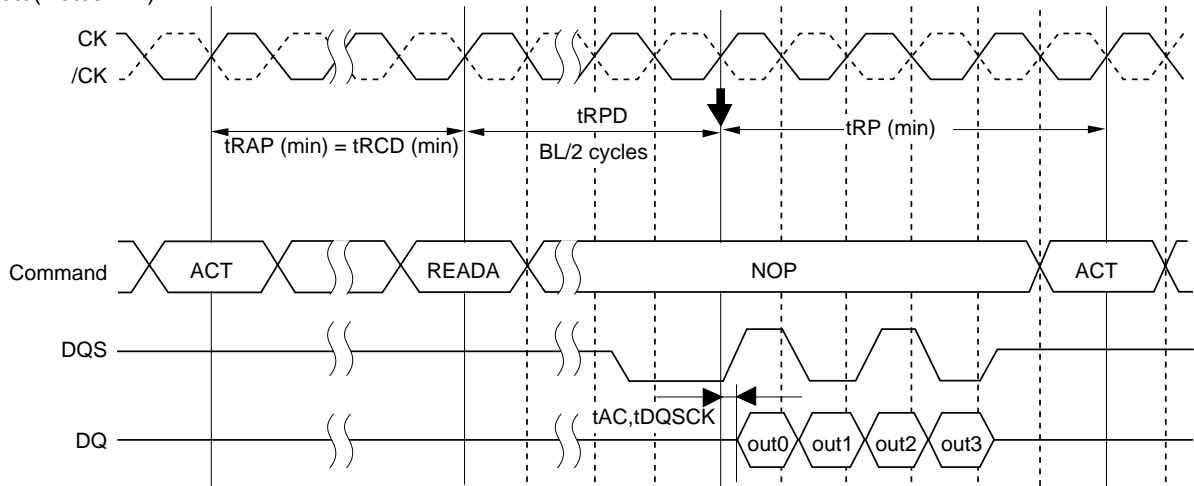 CK
/CK
tRPD
tRP (min)
tRAP (min) = tRCD (min)
BL/2 cycles
Command
ACT
READA
NOP
ACT
DQS
tAC,tDQSCK
DQ
out0
out1
out2
out3